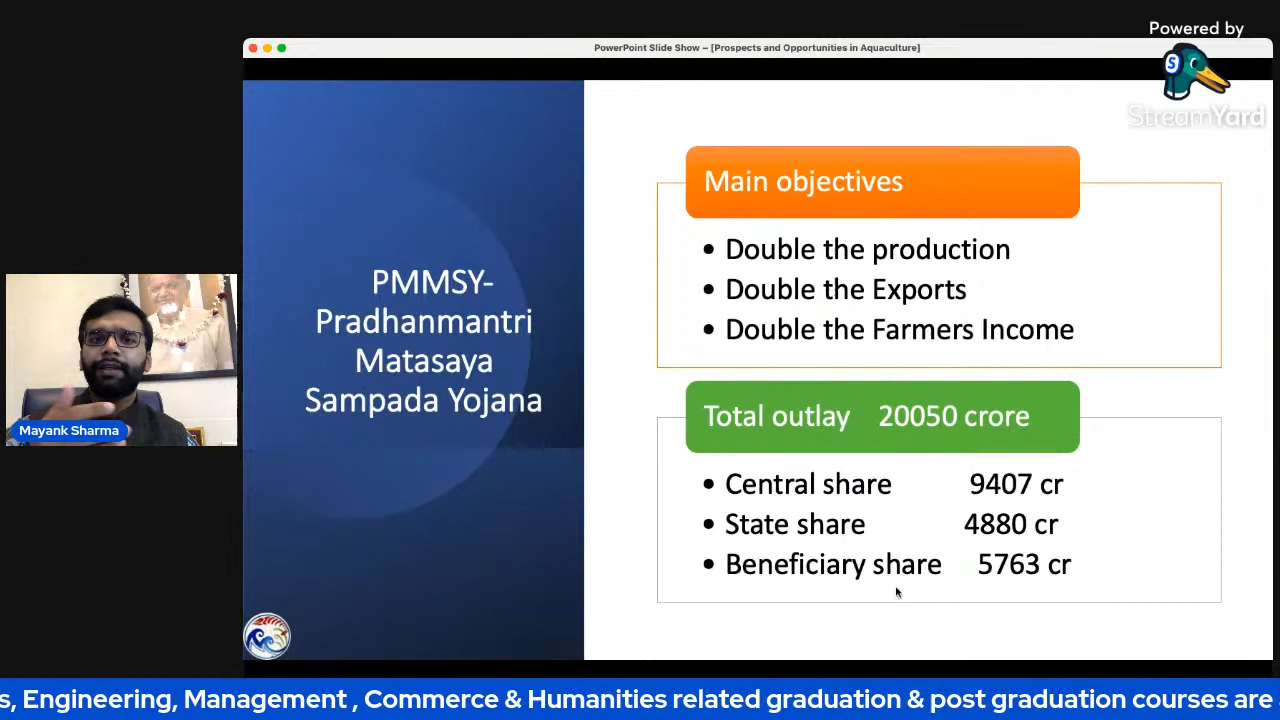 Powered by
StreamYard
PowerPoint Slide Show – [Prospects and Opportunities in Aquaculture]
PMMSY-
Pradhanmantri
Matasaya
Sampada Yojana
Main objectives
• Double the production
• Double the Exports
• Double the Farmers Income
Total outlay 20050 crore
• Central share 9407 cr
• State share 4880 cr
• Beneficiary share 5763 cr
Mayank Sharma
s, Engineering, Management , Commerce & Humanities related graduation & post graduation courses are